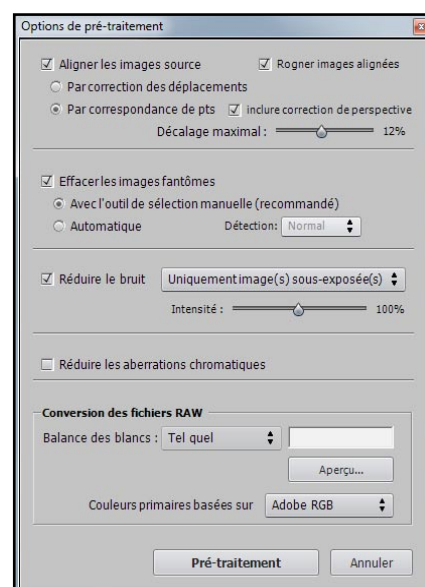 Options de pré-traitement
Aligner les images source Rogner images alignées
Par correction des déplacements
Par correspondance de pts inclure correction de perspective
Décalage maximal : 12%
Effacer les images fantômes
Avec l'outil de sélection manuelle (recommandé)
Automatique Détection: Normal
Réduire le bruit Uniquement image(s) sous-exposée(s)
Intensité : 100%
Réduire les aberrations chromatiques
Conversion des fichiers RAW
Balance des blancs : Tel quel
Aperçu...
Couleurs primaires basées sur Adobe RGB
Pré-traitement Annuler